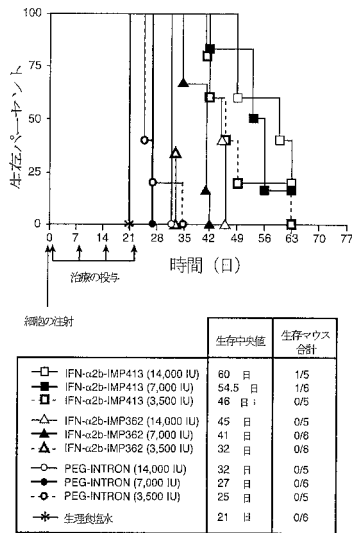 100
75
50
25
0
生存パーセント
0 7 14 21 28 35 42 49 56 63 77
時間(日)
治療の投与
細胞の注射
生存中央値 生存マウス合計
IFN-α2b-IMP413 (14,000 IU) 60 日 1/5
IFN-α2b-IMP413 (7,000 IU) 54.5 日 1/6
IFN-α2b-IMP413 (3,500 IU) 46 日 0/5
IFN-α2b-IMP362 (14,000 IU) 45 日 0/5
IFN-α2b-IMP362 (7,000 IU) 41 日 0/6
IFN-α2b-IMP362 (3,500 IU) 32 日 0/6
PEG-INTRON (14,000 IU) 32 日 0/5
PEG-INTRON (7,000 IU) 27 日 0/6
PEG-INTRON (3,500 IU) 25 日 0/5
生理食塩水 21 日 0/6